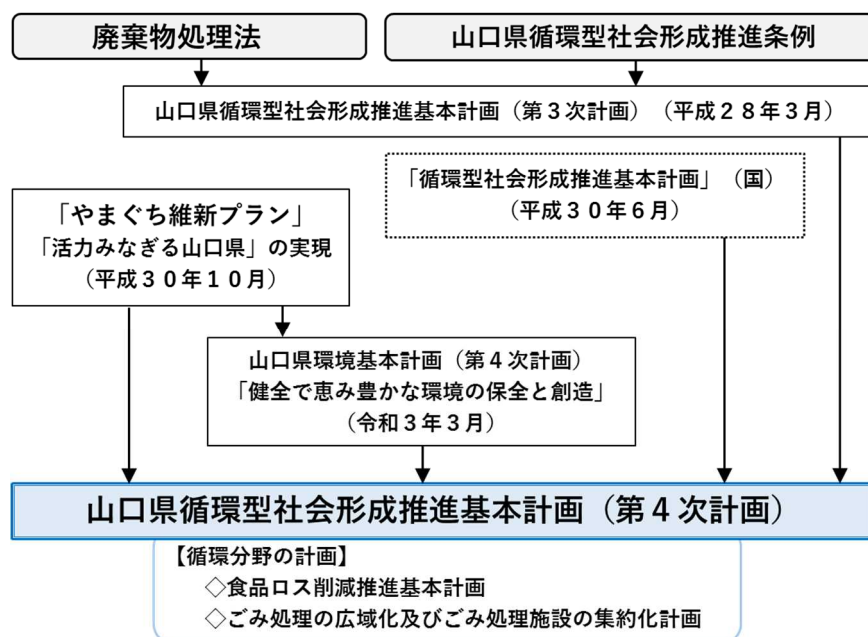 廃棄物処理法
山口県循環型社会形成推進条例
山口県循環型社会形成推進基本計画（第３次計画）（平成２８年３月）
「循環型社会形成推進基本計画」（国）
（平成３０年６月）
「やまぐち維新プラン」
「活力みなぎる山口県」の実現
（平成３０年１０月）
山口県環境基本計画（第４次計画）
「健全で恵み豊かな環境の保全と創造」
（令和３年３月）
山口県循環型社会形成推進基本計画（第４次計画）
【循環分野の計画】
◇食品ロス削減推進基本計画
◇ごみ処理の広域化及びごみ処理施設の集約化計画